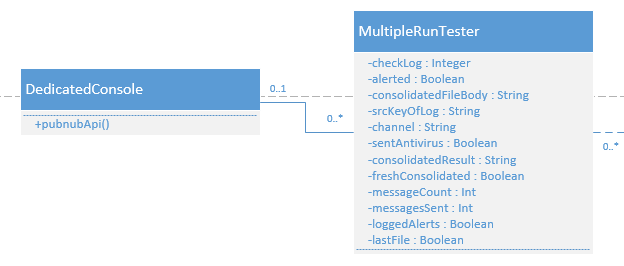 MultipleRunTester
-checkLog : Integer
-alerted : Boolean
-consolidatedFileBody : String
-srcKeyOfLog : String
-channel : String
-sentAntivirus : Boolean
-consolidatedResult : String
-freshConsolidated : Boolean
-messageCount : Int
-messagesSent : Int
-loggedAlerts : Boolean
-lastFile : Boolean
DedicatedConsole
+pubnubApi()
0..1
0..*
0..*